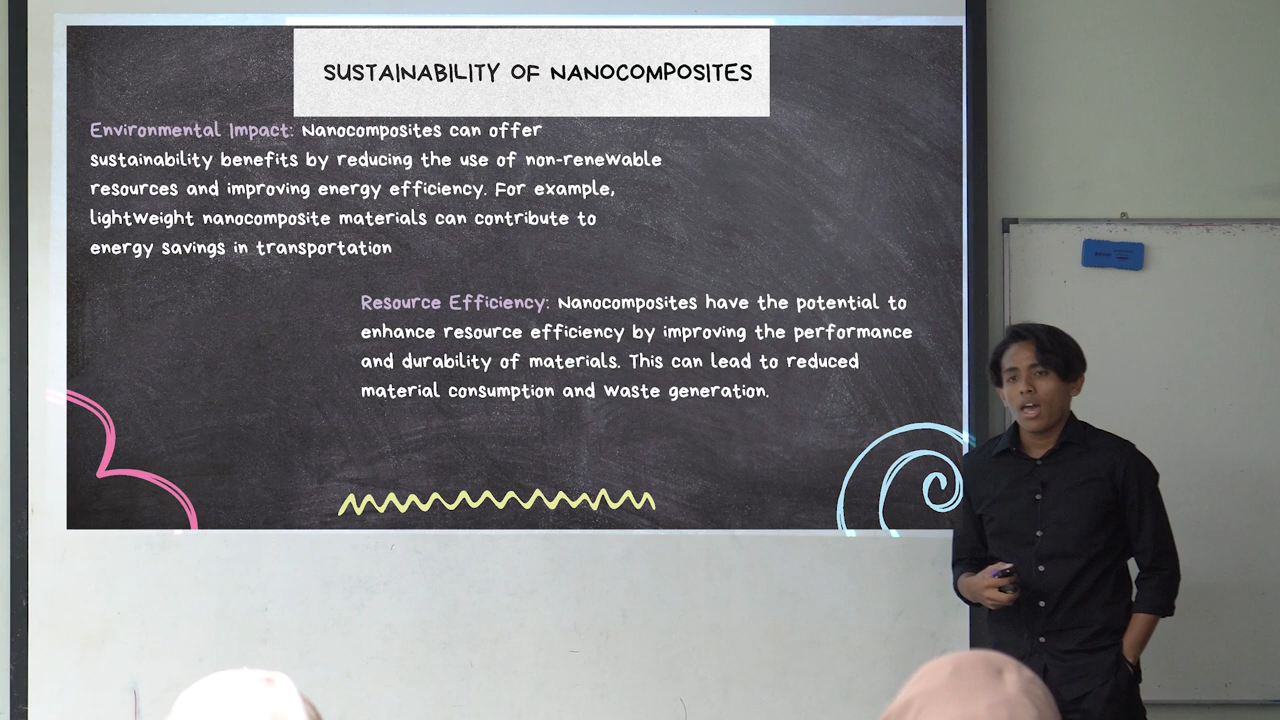 SUSTAINABILITY OF NANOCOMPOSITES
Environmental Impact: Nanocomposites can offer
sustainability benefits by reducing the use of non-renewable
resources and improving energy efficiency. For example,
lightweight nanocomposite materials can contribute to
energy savings in transportation
Resource Efficiency: Nanocomposites have the potential to
enhance resource efficiency by improving the performance
and durability of materials. This can lead to reduced
material consumption and waste generation.